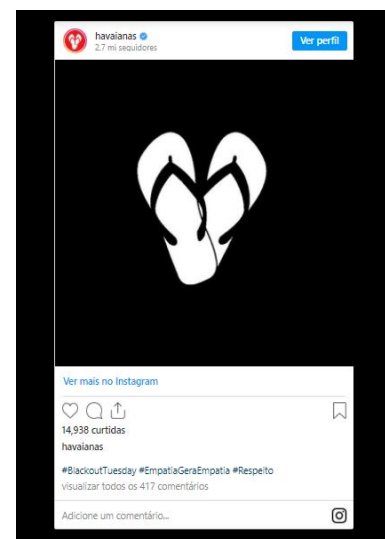 havaianas
2,7 mi seguidores
Ver perfil
Ver mais no Instagram
14,938 curtidas
havaianas
#BlackoutTuesday #EmpatiaGeraEmpatia #Respeito
visualizar todos os 417 comentários
Adicione um comentário...